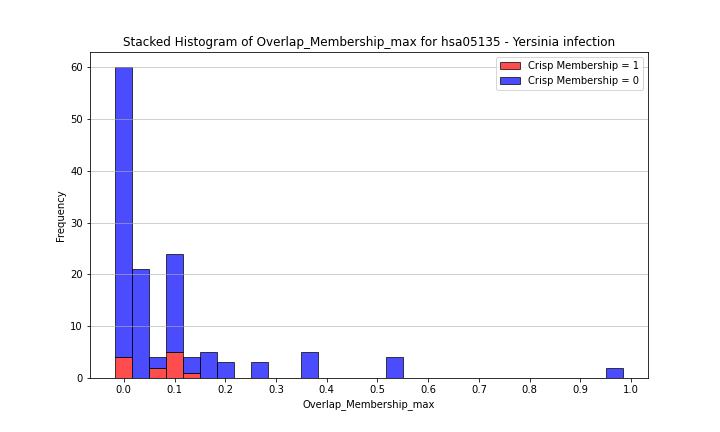 Stacked Histogram of Overlap_Membership_max for hsa05135 - Yersinia infection
Crisp Membership = 1
Crisp Membership = 0
Frequency
60
50
40
30
20
10
0
0.0 0.1 0.2 0.3 0.4 0.5 0.6 0.7 0.8 0.9 1.0
Overlap_Membership_max